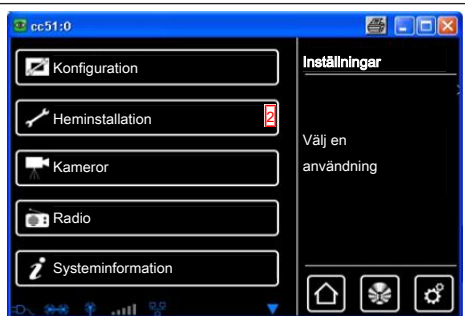 cc51:0
Konfiguration
Heminstallation
2
Kameror
Radio
Systeminformation
Inställningar
Välj en
användning